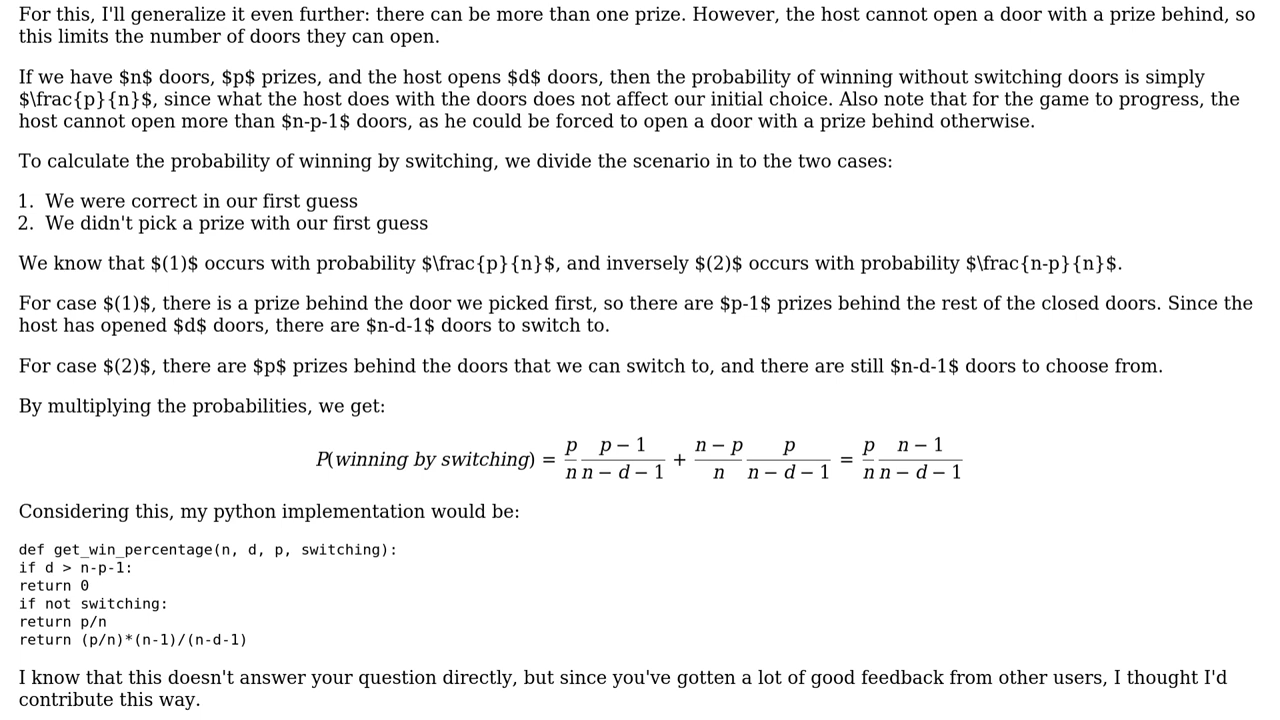 For this, I'll generalize it even further: there can be more than one prize. However, the host cannot open a door with a prize behind, so
this limits the number of doors they can open.
If we have $n$ doors, $p$ prizes, and the host opens $d$ doors, then the probability of winning without switching doors is simply
$\frac{p}{n}$, since what the host does with the doors does not affect our initial choice. Also note that for the game to progress, the
host cannot open more than $n-p-1$ doors, as he could be forced to open a door with a prize behind otherwise.
To calculate the probability of winning by switching, we divide the scenario in to the two cases:
1. We were correct in our first guess
2. We didn't pick a prize with our first guess
We know that $(1)$ occurs with probability $\frac{p}{n}$, and inversely $(2)$ occurs with probability $\frac{n-p}{n}$.
For case $(1)$, there is a prize behind the door we picked first, so there are $p-1$ prizes behind the rest of the closed doors. Since the
host has opened $d$ doors, there are $n-d-1$ doors to switch to.
For case $(2)$, there are $p$ prizes behind the doors that we can switch to, and there are still $n-d-1$ doors to choose from.
By multiplying the probabilities, we get:
P(winning by switching) = \frac{p}{n}\frac{p-1}{n-d-1} + \frac{n-p}{n}\frac{p}{n-d-1} = \frac{p}{n}\frac{n-1}{n-d-1}
Considering this, my python implementation would be:
def get_win_percentage(n, d, p, switching):
if d > n-p-1:
return 0
if not switching:
return p/n
return (p/n)*(n-1)/(n-d-1)
I know that this doesn't answer your question directly, but since you've gotten a lot of good feedback from other users, I thought I'd
contribute this way.